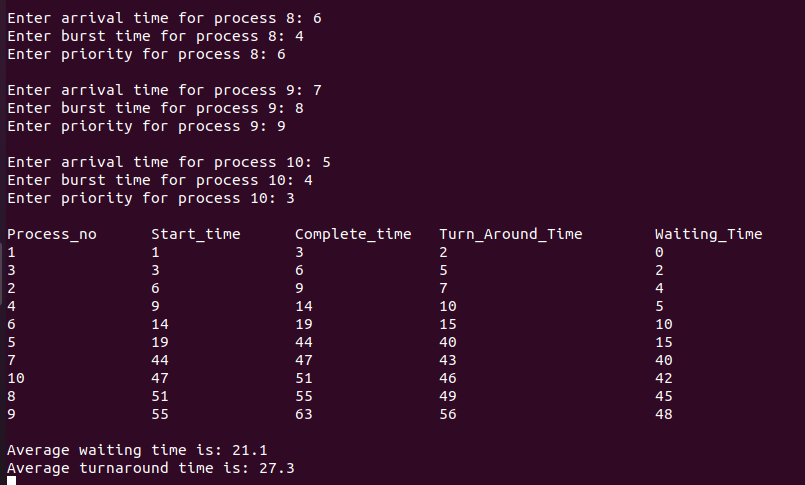 Enter arrival time for process 8: 6
Enter burst time for process 8: 4
Enter priority for process 8: 6
Enter arrival time for process 9: 7
Enter burst time for process 9: 8
Enter priority for process 9: 9
Enter arrival time for process 10: 5
Enter burst time for process 10: 4
Enter priority for process 10: 3
Process_no Start_time Complete_time Turn_Around_Time Waiting_Time
1 1 3 2 0
3 3 6 5 2
2 6 9 7 4
4 9 14 10 5
6 14 19 15 10
5 19 44 40 15
7 44 47 43 40
10 47 51 46 42
8 51 55 49 45
9 55 63 56 48
Average waiting time is: 21.1
Average turnaround time is: 27.3